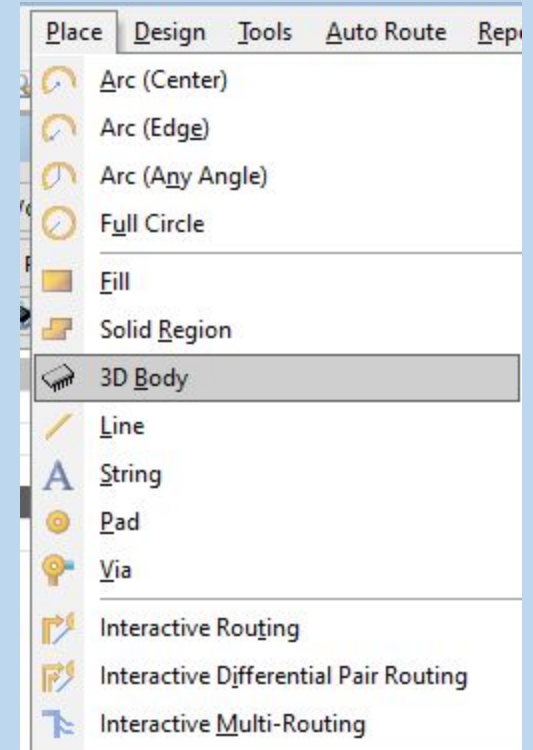 Place Design Tools Auto Route
Arc (Center)
Arc (Edge)
Arc (Any Angle)
Full Circle
Fill
Solid Region
3D Body
Line
String
Pad
Via
Interactive Routing
Interactive Differential Pair Routing
Interactive Multi-Routing